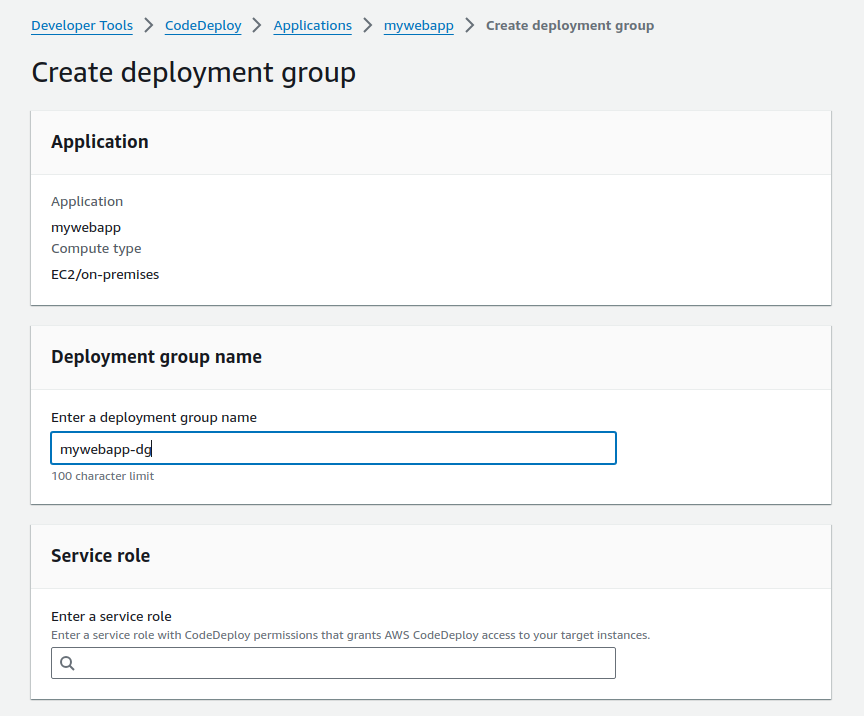 Developer Tools > CodeDeploy > Applications > mywebapp > Create deployment group
Create deployment group
Application
Application
mywebapp
Compute type
EC2/on-premises
Deployment group name
Enter a deployment group name
mywebapp-dg
100 character limit
Service role
Enter a service role
Enter a service role with CodeDeploy permissions that grants AWS CodeDeploy access to your target instances.